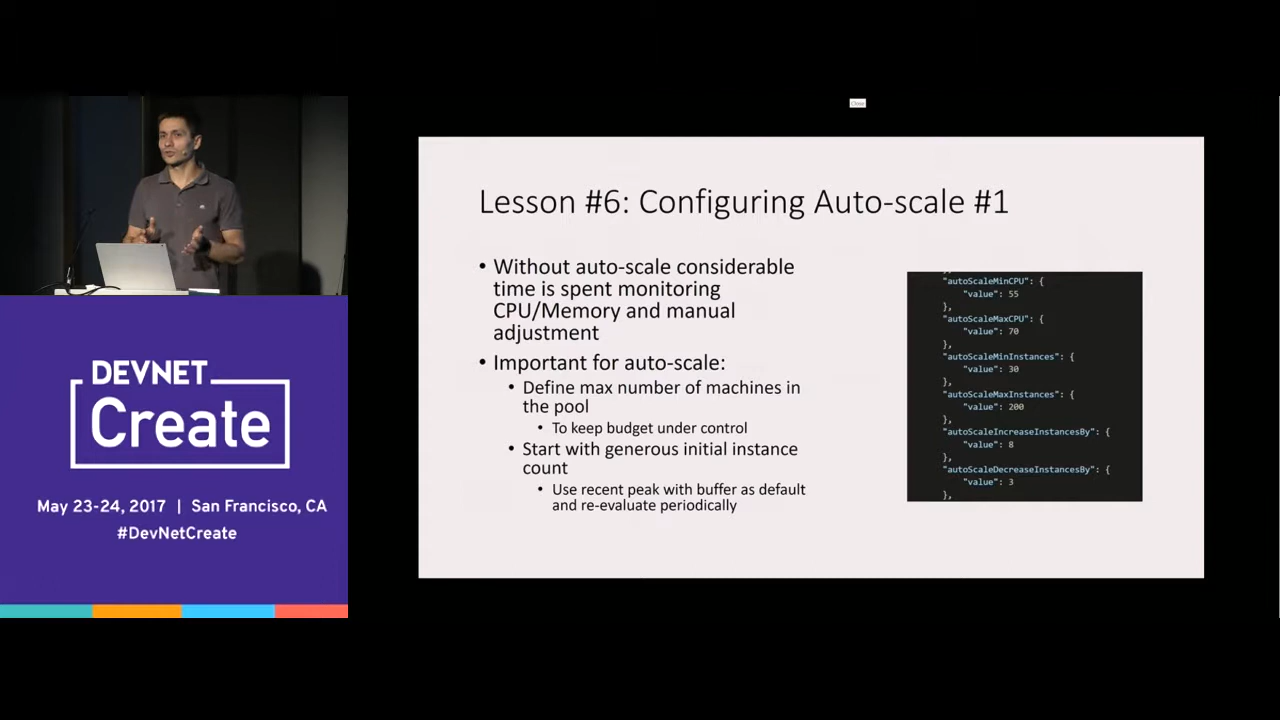 Lesson #6: Configuring Auto-scale #1
• Without auto-scale considerable
time is spent monitoring
CPU/Memory and manual
adjustment
• Important for auto-scale:
• Define max number of machines in
the pool
• To keep budget under control
• Start with generous initial instance
count
• Use recent peak with buffer as default
and re-evaluate periodically
"autoScaleMinCPU": {
"value": 55
},
"autoScaleMaxCPU": {
"value": 70
},
"autoScaleMinInstances": {
"value": 30
},
"autoScaleMaxInstances": {
"value": 200
},
"autoScaleIncreaseInstancesBy": {
"value": 8
},
"autoScaleDecreaseInstancesBy": {
"value": 3
},
DEVNET
Create
May 23-24, 2017 | San Francisco, CA
#DevNetCreate